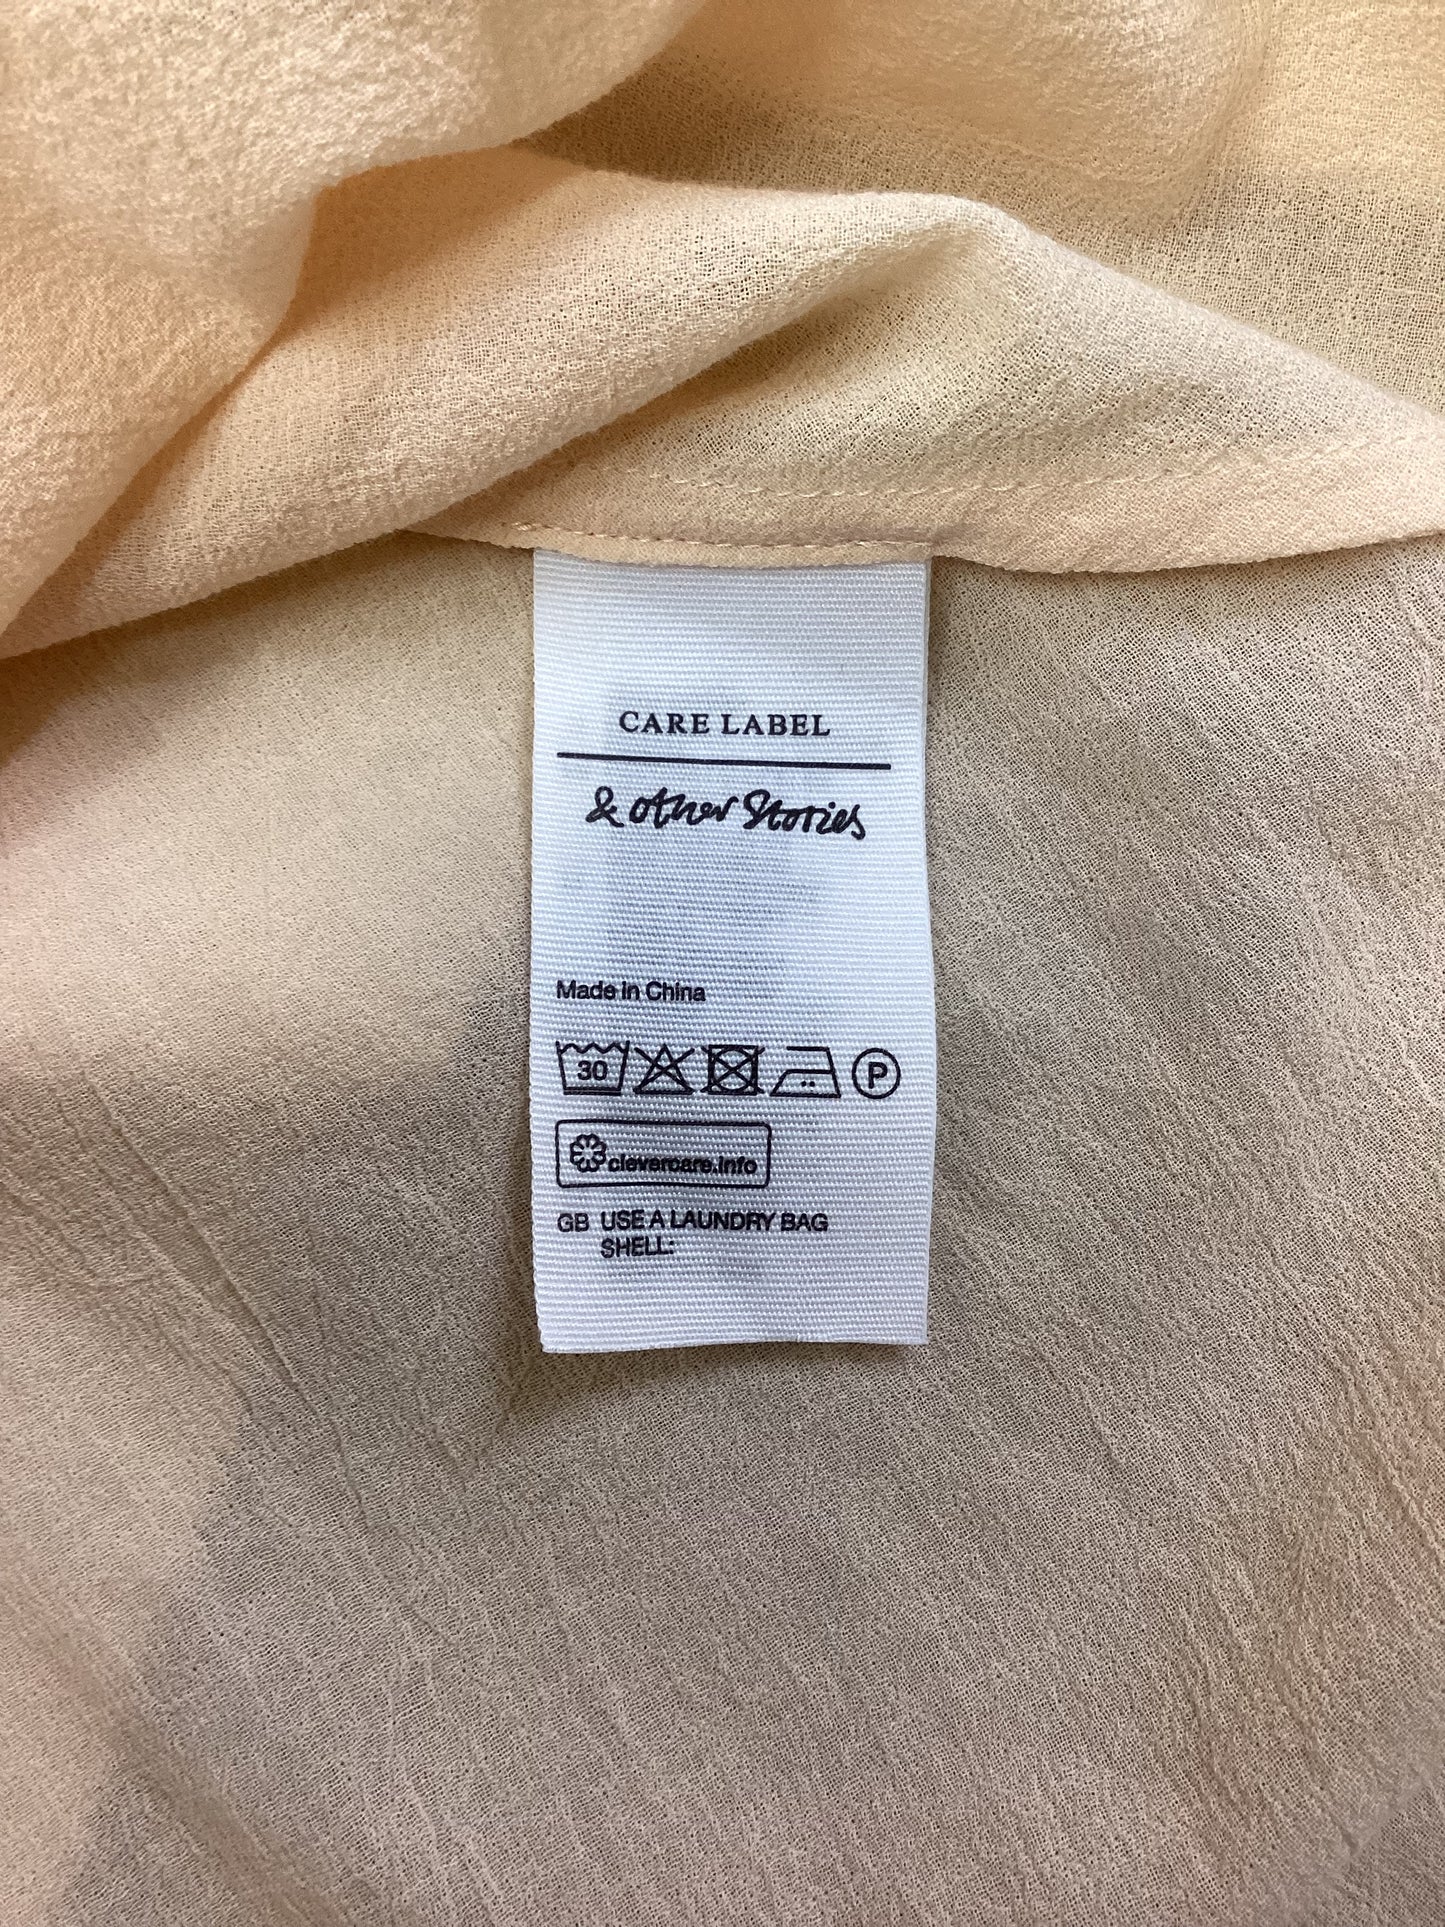 CARE LABEL
& other Stories
Made in China
30 P
clevercare.info
GB USE A LAUNDRY BAG
SHELL: